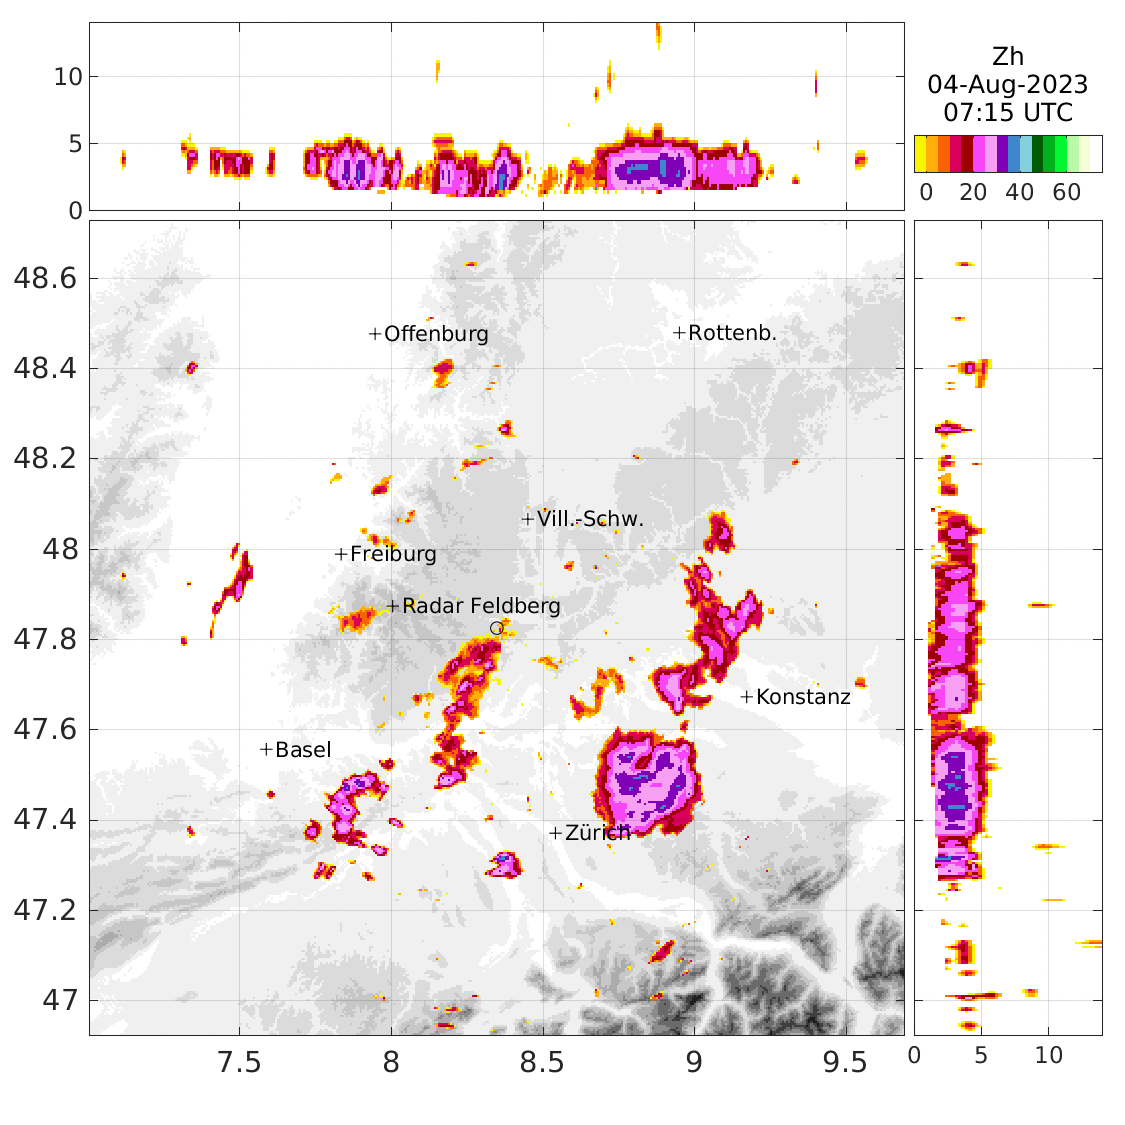 10
5
0
Zh
04-Aug-2023
07:15 UTC
0 20 40 60
48.6
48.4
48.2
48
47.8
47.6
47.4
47.2
47
+Offenburg
+Rottenb.
+Vill.-Schw.
+Freiburg
+Radar Feldberg
+Konstanz
+Basel
+Zürich
7.5 8 8.5 9 9.5
0 5 10